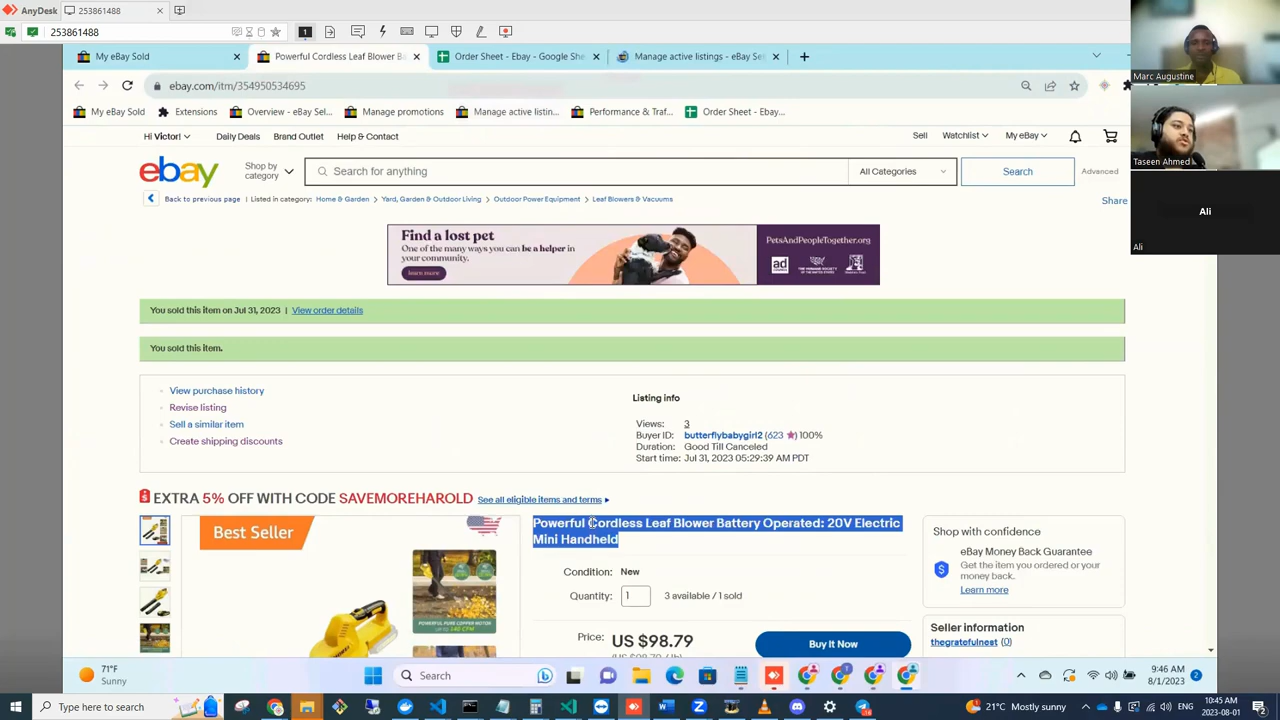 AnyDesk
253861488
253861488
1
My eBay Sold
Powerful Cordless Leaf Blower Ba
Order Sheet - Ebay - Google She
Manage active listings - eBay Se
ebay.com/itm/354950534695
My eBay Sold
Extensions
Overview - eBay Sel...
Manage promotions
Manage active listin...
Performance & Traf...
Order Sheet - Ebay...
Hi Victor!
Daily Deals
Brand Outlet
Help & Contact
Sell
Watchlist
My eBay
ebay
Shop by
category
Search for anything
All Categories
Search
Advanced
Back to previous page
Listed in category:
Home & Garden
Yard, Garden & Outdoor Living
Outdoor Power Equipment
Leaf Blowers & Vacuums
Share
Find a lost pet
One of the many ways you can be a helper in
your community.
learn more
PetsAndPeopleTogether.org
ad
You sold this item on Jul 31, 2023 | View order details
You sold this item.
View purchase history
Revise listing
Sell a similar item
Create shipping discounts
Listing info
Views: 3
Buyer ID: butterflybabygirl2 (623 ) 100%
Duration: Good Till Canceled
Start time: Jul 31, 2023 05:29:39 AM PDT
EXTRA 5% OFF WITH CODE SAVEMOREHAROLD See all eligible items and terms
Best Seller
POWERFUL PURE COPPER MOTOR
Powerful Cordless Leaf Blower Battery Operated: 20V Electric
Mini Handheld
Condition: New
Quantity: 1 3 available / 1 sold
Price: US $98.79
Buy It Now
Shop with confidence
eBay Money Back Guarantee
Get the item you ordered or your
money back.
Learn more
Seller information
thegratefulnest (0)
Marc Augustine
Taseen Ahmed
Ali
Ali
71°F
Sunny
Search
9:46 AM
8/1/2023
2
Type here to search
21°C Mostly sunny
10:45 AM
2023-08-01